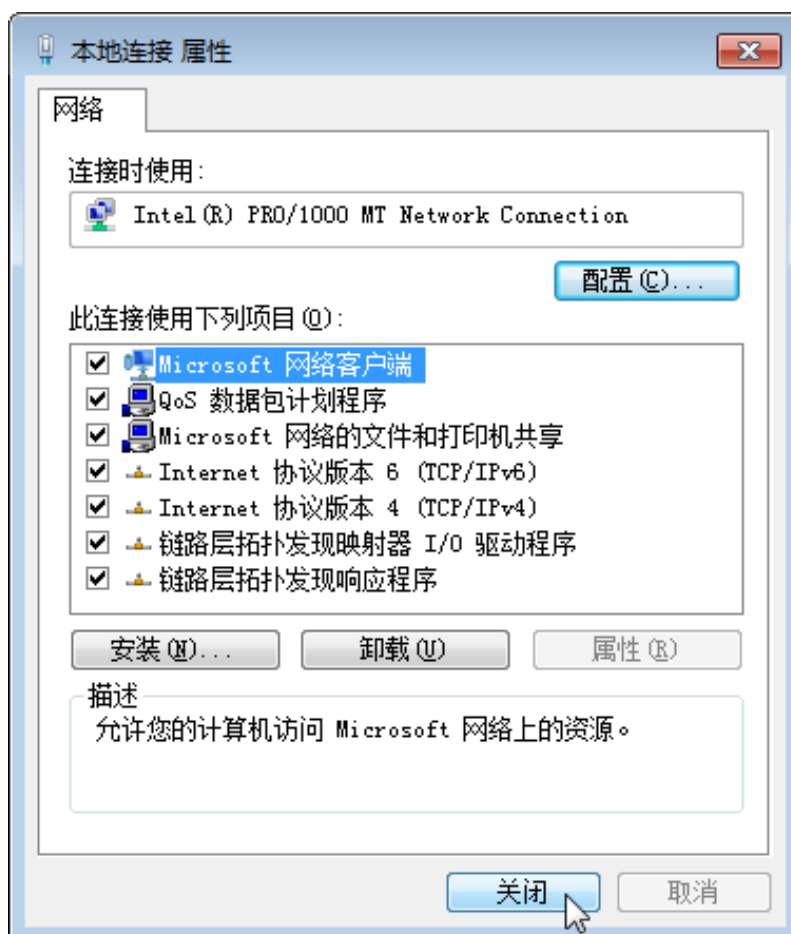 本地连接 属性
网络
连接时使用:
Intel(R) PRO/1000 MT Network Connection
配置(C)...
此连接使用下列项目(O):
Microsoft 网络客户端
QoS 数据包计划程序
Microsoft 网络的文件和打印机共享
Internet 协议版本 6 (TCP/IPv6)
Internet 协议版本 4 (TCP/IPv4)
链路层拓扑发现映射器 I/O 驱动程序
链路层拓扑发现响应程序
安装(N)... 卸载(U) 属性(R)
描述
允许您的计算机访问 Microsoft 网络上的资源。
关闭 取消